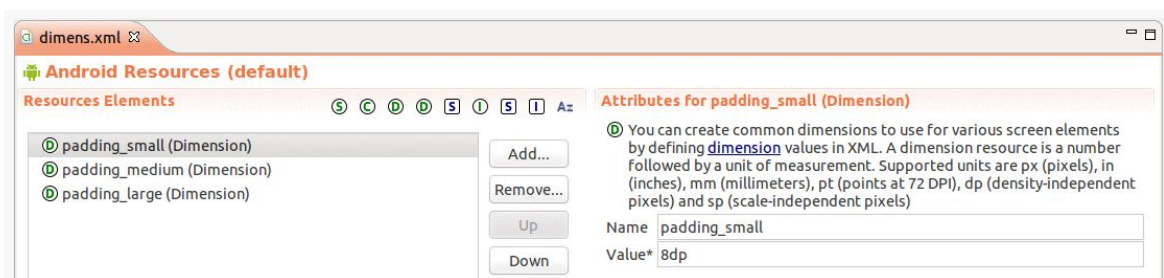 dimens.xml
Android Resources (default)
Resources Elements
S C D D S I S I Az
padding_small (Dimension)
padding_medium (Dimension)
padding_large (Dimension)
Add...
Remove...
Up
Down
Attributes for padding_small (Dimension)
D You can create common dimensions to use for various screen elements
by defining dimension values in XML. A dimension resource is a number
followed by a unit of measurement. Supported units are px (pixels), in
(inches), mm (millimeters), pt (points at 72 DPI), dp (density-independent
pixels) and sp (scale-independent pixels)
Name padding_small
Value* 8dp